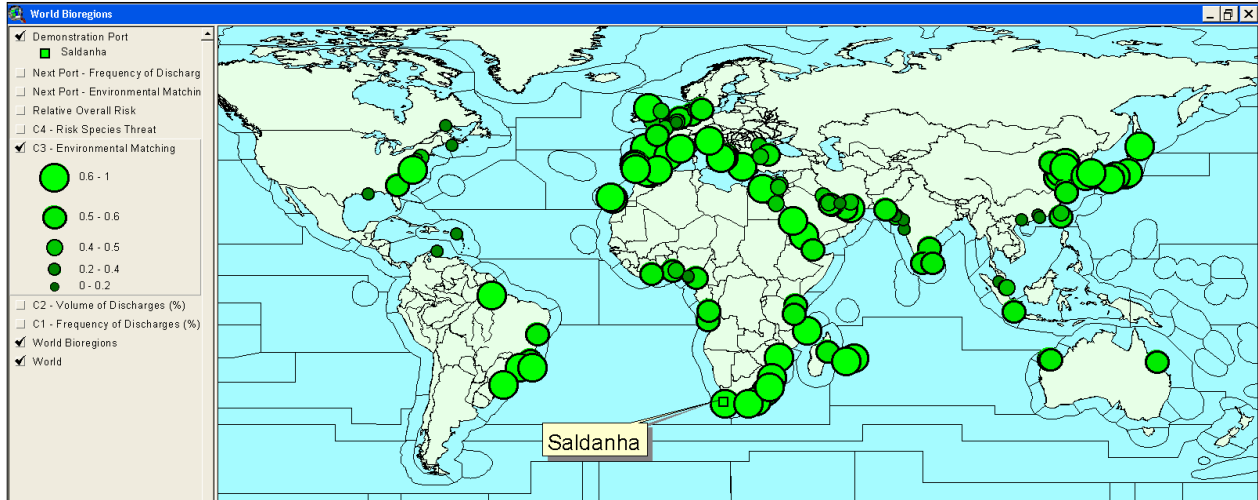 World Bioregions
Demonstration Port
Saldanha
Next Port - Frequency of Discharg
Next Port - Environmental Matchin
Relative Overall Risk
C4 - Risk Species Threat
C3 - Environmental Matching
0.6 - 1
0.5 - 0.6
0.4 - 0.5
0.2 - 0.4
0 - 0.2
C2 - Volume of Discharges (%)
C1 - Frequency of Discharges (%)
World Bioregions
World
Saldanha